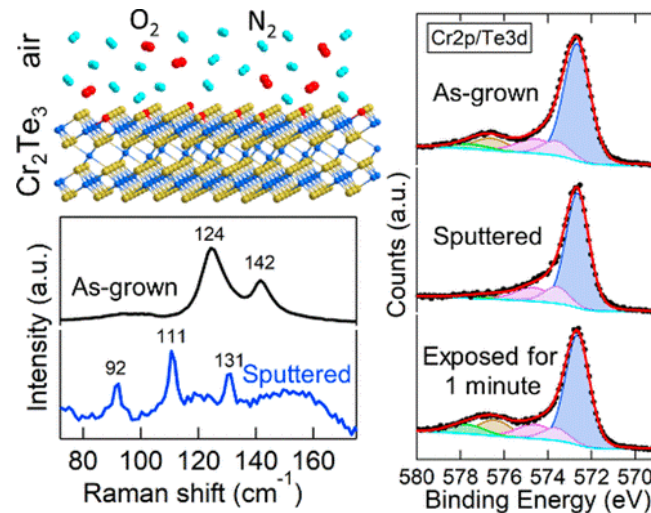 O₂ N₂
air
Cr₂Te₃
Intensity (a.u.)
As-grown
124
142
92
111
131
Sputtered
80 100 120 140 160
Raman shift (cm⁻¹)
Cr2p/Te3d
As-grown
Sputtered
Exposed for
1 minute
Counts (a.u.)
580 578 576 574 572 570
Binding Energy (eV)